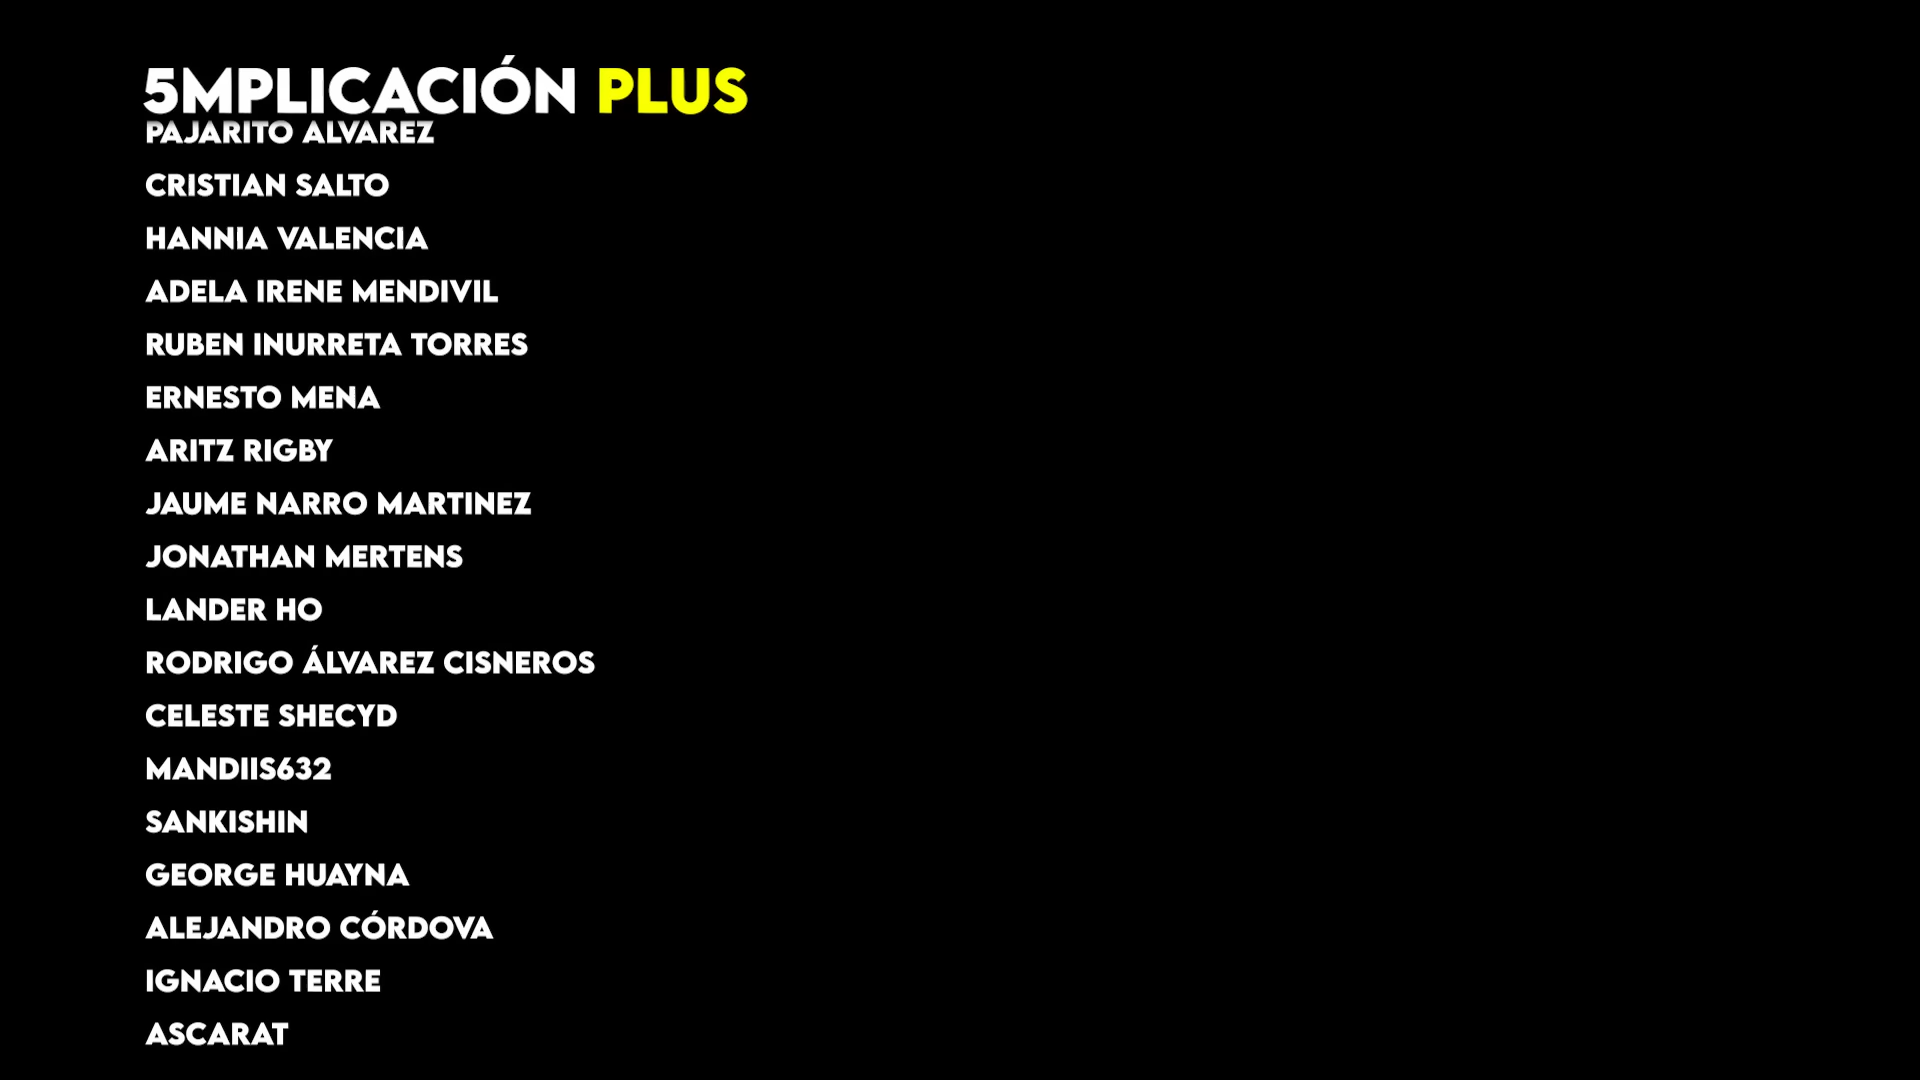 5MPLICACIÓN PLUS
PAJARITO ALVAREZ
CRISTIAN SALTO
HANNIA VALENCIA
ADELA IRENE MENDIVIL
RUBEN INURRETA TORRES
ERNESTO MENA
ARITZ RIGBY
JAUME NARRO MARTINEZ
JONATHAN MERTENS
LANDER HO
RODRIGO ÁLVAREZ CISNEROS
CELESTE SHECYD
MANDIIS632
SANKISHIN
GEORGE HUAYNA
ALEJANDRO CÓRDOVA
IGNACIO TERRE
ASCARAT